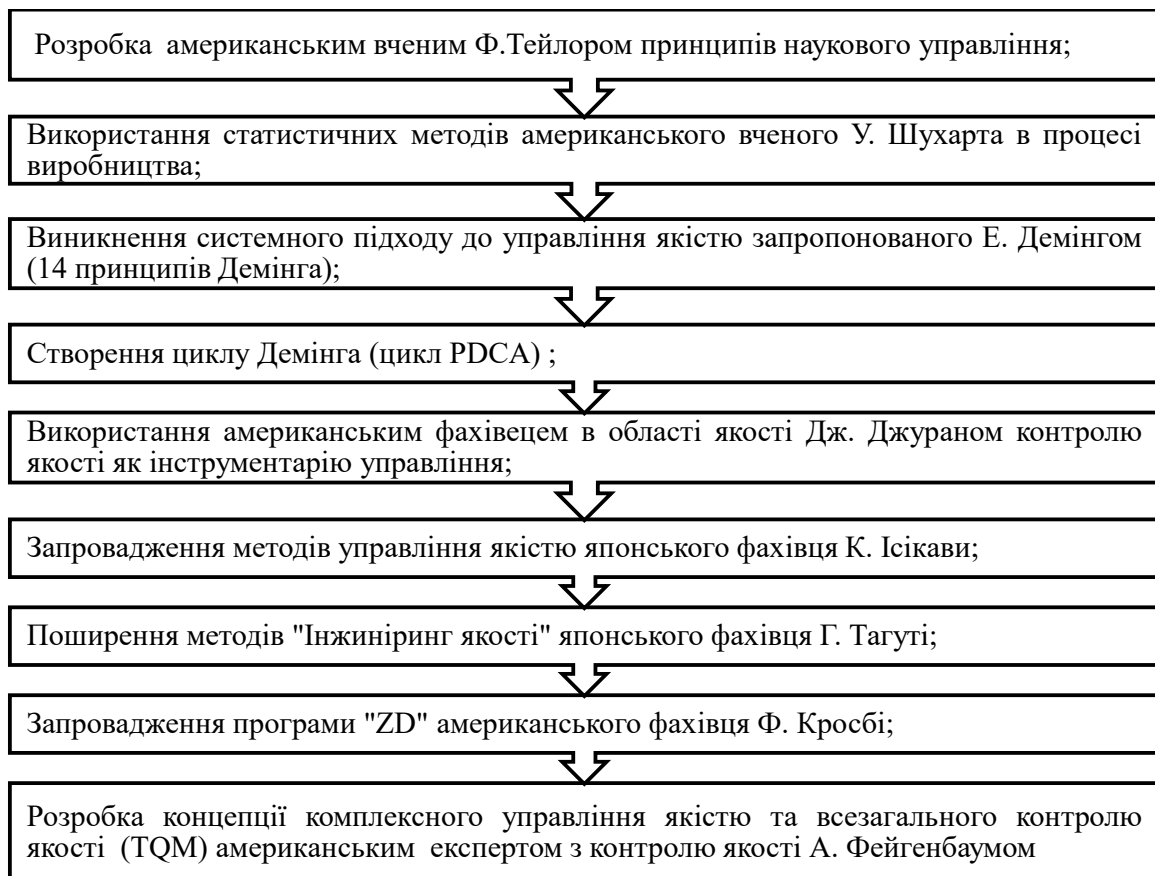 Розробка американським вченим Ф.Тейлором принципів наукового управління;
Використання статистичних методів американського вченого У. Шухарта в процесі
виробництва;
Виникнення системного підходу до управління якістю запропонованого Е. Демінгом
(14 принципів Демінга);
Створення циклу Демінга (цикл PDCA) ;
Використання американським фахівецем в області якості Дж. Джураном контролю
якості як інструментарію управління;
Запровадження методів управління якістю японського фахівця К. Ісікави;
Поширення методів "Інжиніринг якості" японського фахівця Г. Тагуті;
Запровадження програми "ZD" американського фахівця Ф. Кросбі;
Розробка концепції комплексного управління якістю та всезагального контролю
якості (TQM) американським експертом з контролю якості А. Фейгенбаумом